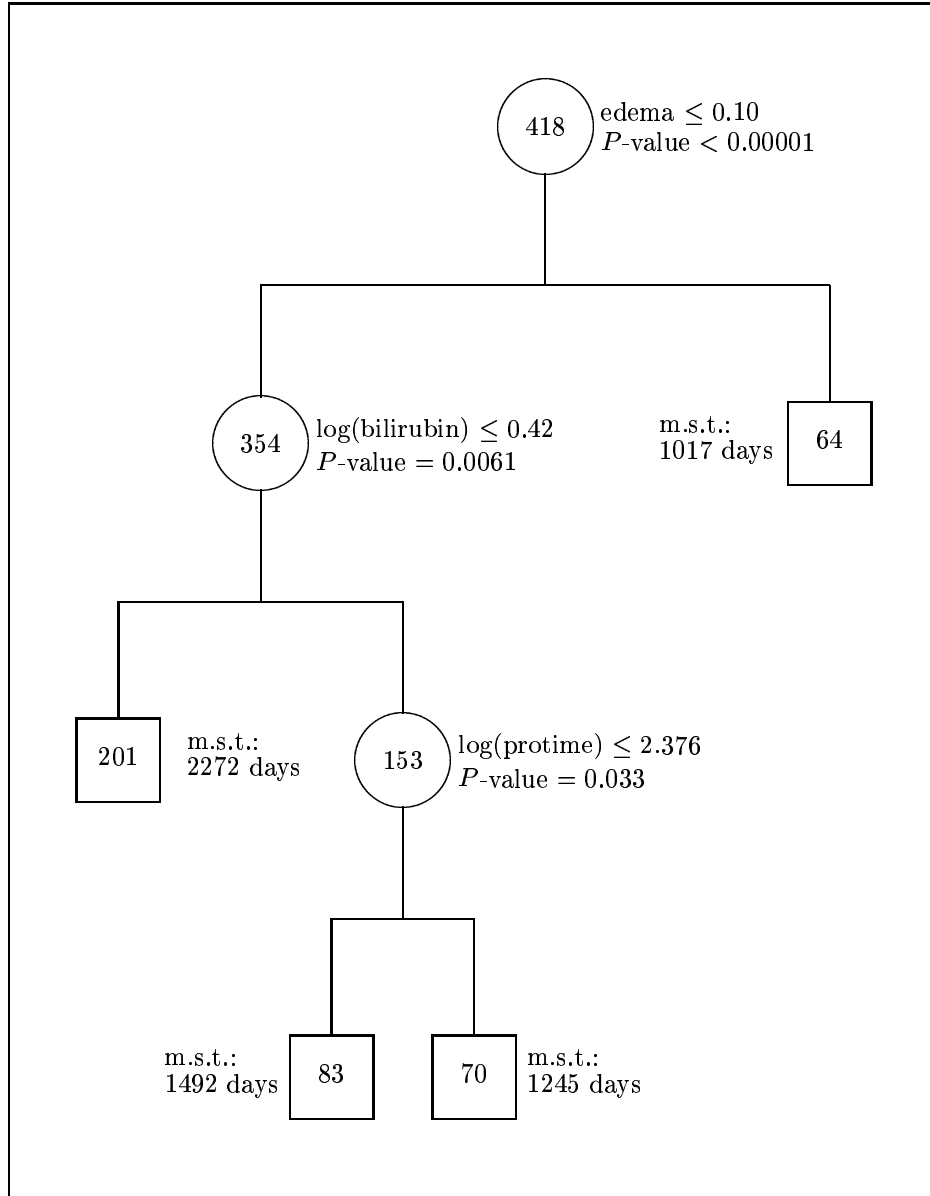 418
edema ≤ 0.10
P-value < 0.00001
354
log(bilirubin) ≤ 0.42
P-value = 0.0061
m.s.t.:
1017 days
64
201
m.s.t.:
2272 days
153
log(protime) ≤ 2.376
P-value = 0.033
m.s.t.:
1492 days
83
70
m.s.t.:
1245 days